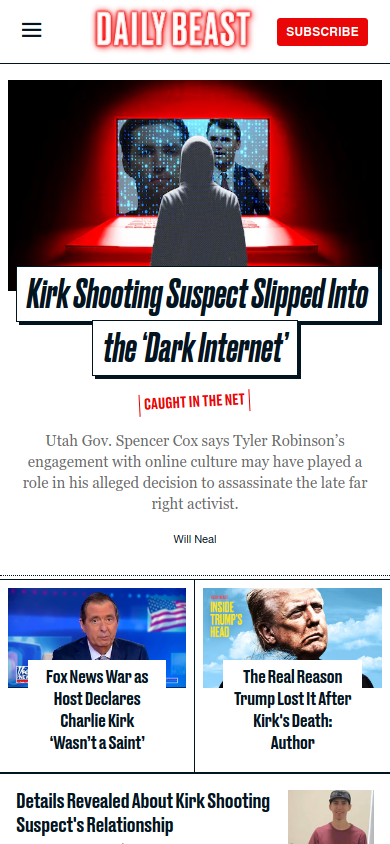 DAILY BEAST
SUBSCRIBE
Kirk Shooting Suspect Slipped Into
the ‘Dark Internet’
CAUGHT IN THE NET
Utah Gov. Spencer Cox says Tyler Robinson’s
engagement with online culture may have played a
role in his alleged decision to assassinate the late far
right activist.
Will Neal
INSIDE
TRUMP'S
HEAD
Fox News War as
Host Declares
Charlie Kirk
‘Wasn’t a Saint’
The Real Reason
Trump Lost It After
Kirk's Death:
Author
Details Revealed About Kirk Shooting
Suspect's Relationship